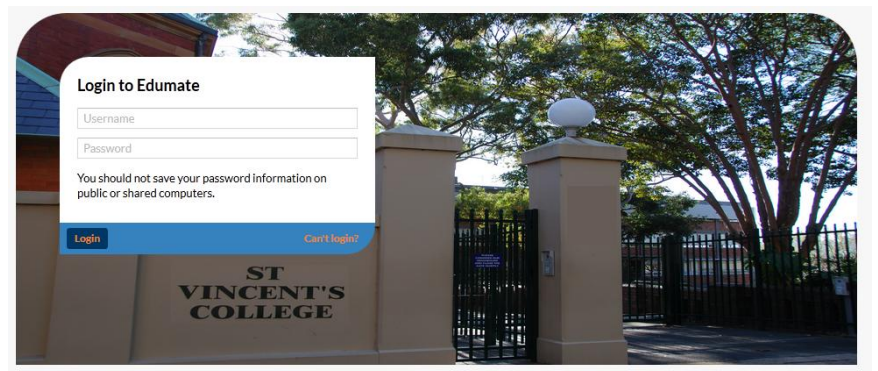 Login to Edumate
Username
Password
You should not save your password information on
public or shared computers.
Login
Can't login?
ST
VINCENT'S
COLLEGE